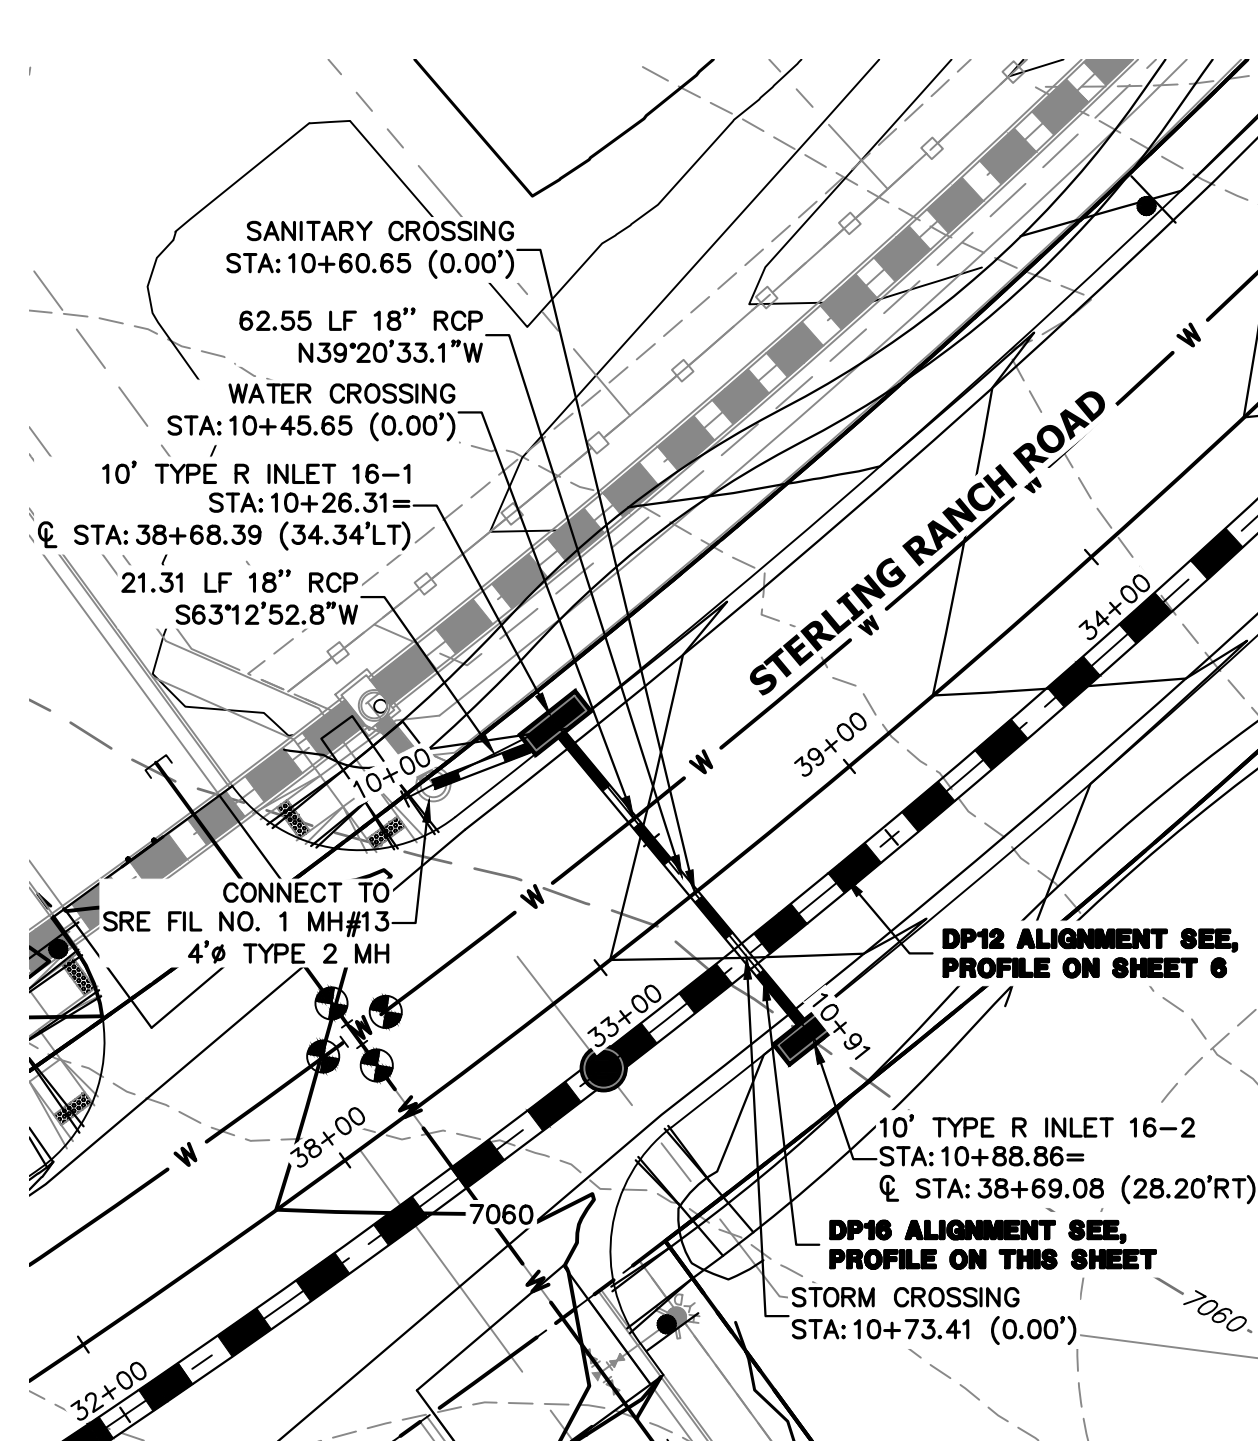 SANITARY CROSSING
STA:10+60.65 (0.00')
62.55 LF 18" RCP
N39°20'33.1"W
WATER CROSSING
STA:10+45.65 (0.00')
10' TYPE R INLET 16-1
STA:10+26.31=
℄ STA:38+68.39 (34.34'LT)
21.31 LF 18" RCP
S63°12'52.8"W
STERLING RANCH ROAD
W
W
W
34+00
39+00
W
10+00
W
CONNECT TO
SRE FIL NO. 1 MH#13
4'ø TYPE 2 MH
DP12 ALIGNMENT SEE,
PROFILE ON SHEET 6
10+91
33+00
W
W
38+00
W
10' TYPE R INLET 16-2
STA:10+88.86=
℄ STA:38+69.08 (28.20'RT)
7060
DP16 ALIGNMENT SEE,
PROFILE ON THIS SHEET
W
STORM CROSSING
STA:10+73.41 (0.00')
7060
32+00